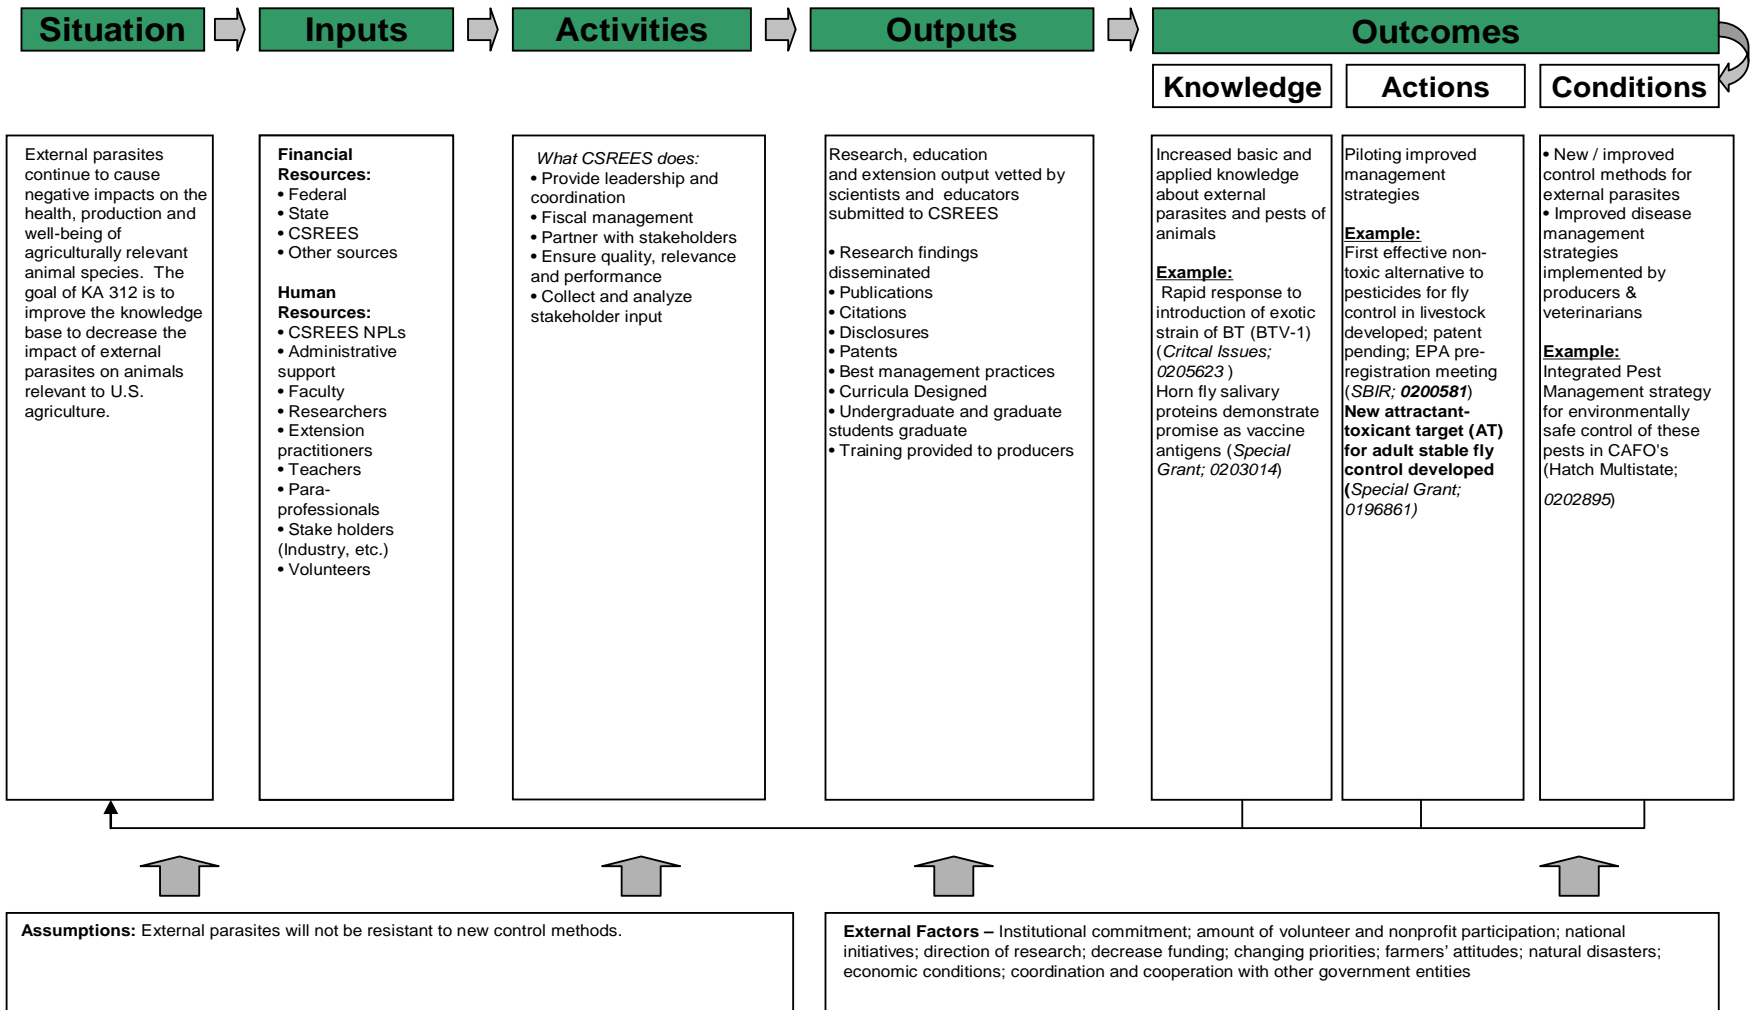 Situation
Inputs
Activities
Outputs
Outcomes
Knowledge
Actions
Conditions
External parasites
continue to cause
negative impacts on the
health, production and
well-being of
agriculturally relevant
animal species.  The
goal of KA 312 is to
improve the knowledge
base to decrease the
impact of external
parasites on animals
relevant to U.S.
agriculture.
Financial
Resources:
• Federal
• State
• CSREES
• Other sources
Human
Resources:
• CSREES NPLs
• Administrative
support
• Faculty
• Researchers
• Extension
practitioners
• Teachers
• Para-
professionals
• Stake holders
(Industry, etc.)
• Volunteers
What CSREES does:
• Provide leadership and
coordination
• Fiscal management
• Partner with stakeholders
• Ensure quality, relevance
and performance
• Collect and analyze
stakeholder input
Research, education
and extension output vetted by
scientists and  educators
submitted to CSREES
• Research findings
disseminated
• Publications
• Citations
• Disclosures
• Patents
• Best management practices
• Curricula Designed
• Undergraduate and graduate
students graduate
• Training provided to producers
Increased basic and
applied knowledge
about external
parasites and pests of
animals
Example:
Rapid response to
introduction of exotic
strain of BT (BTV-1)
(Critcal Issues;
0205623 )
Horn fly salivary
proteins demonstrate
promise as vaccine
antigens (Special
Grant; 0203014)
Piloting improved
management
strategies
Example:
First effective non-
toxic alternative to
pesticides for fly
control in livestock
developed; patent
pending; EPA pre-
registration meeting
(SBIR; 0200581)
New attractant-
toxicant target (AT)
for adult stable fly
control developed
(Special Grant;
0196861)
• New / improved
control methods for
external parasites
• Improved disease
management
strategies
implemented by
producers &
veterinarians
Example:
Integrated Pest
Management strategy
for environmentally
safe control of these
pests in CAFO's
(Hatch Multistate;
0202895)
Assumptions: External parasites will not be resistant to new control methods.
External Factors – Institutional commitment; amount of volunteer and nonprofit participation; national
initiatives; direction of research; decrease funding; changing priorities; farmers' attitudes; natural disasters;
economic conditions; coordination and cooperation with other government entities